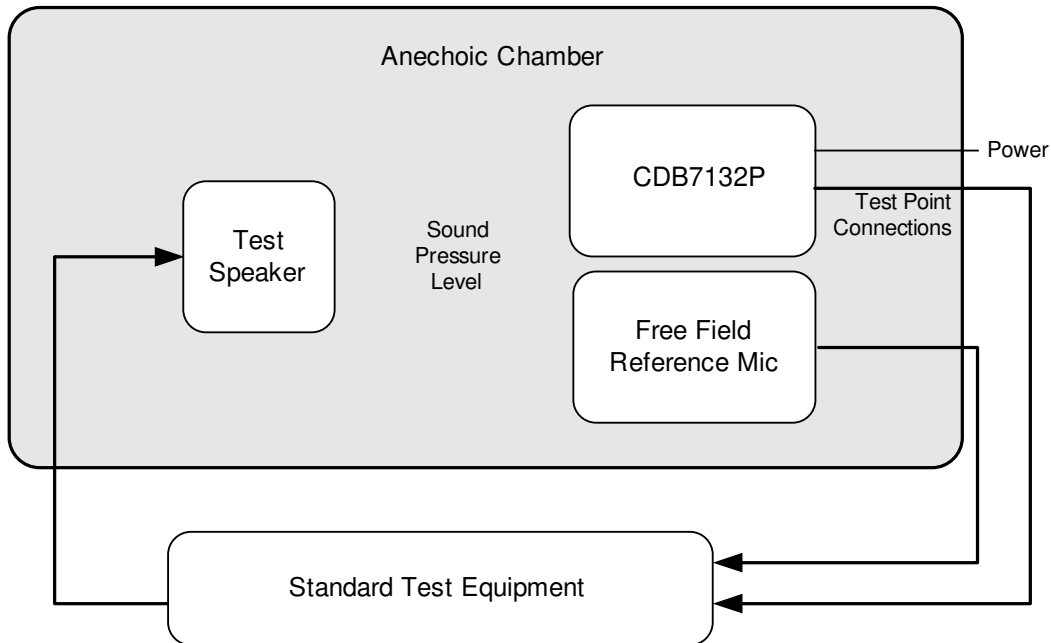 Anechoic Chamber
CDB7132P
Power
Test Point
Connections
Test
Speaker
Sound
Pressure
Level
Free Field
Reference Mic
Standard Test Equipment